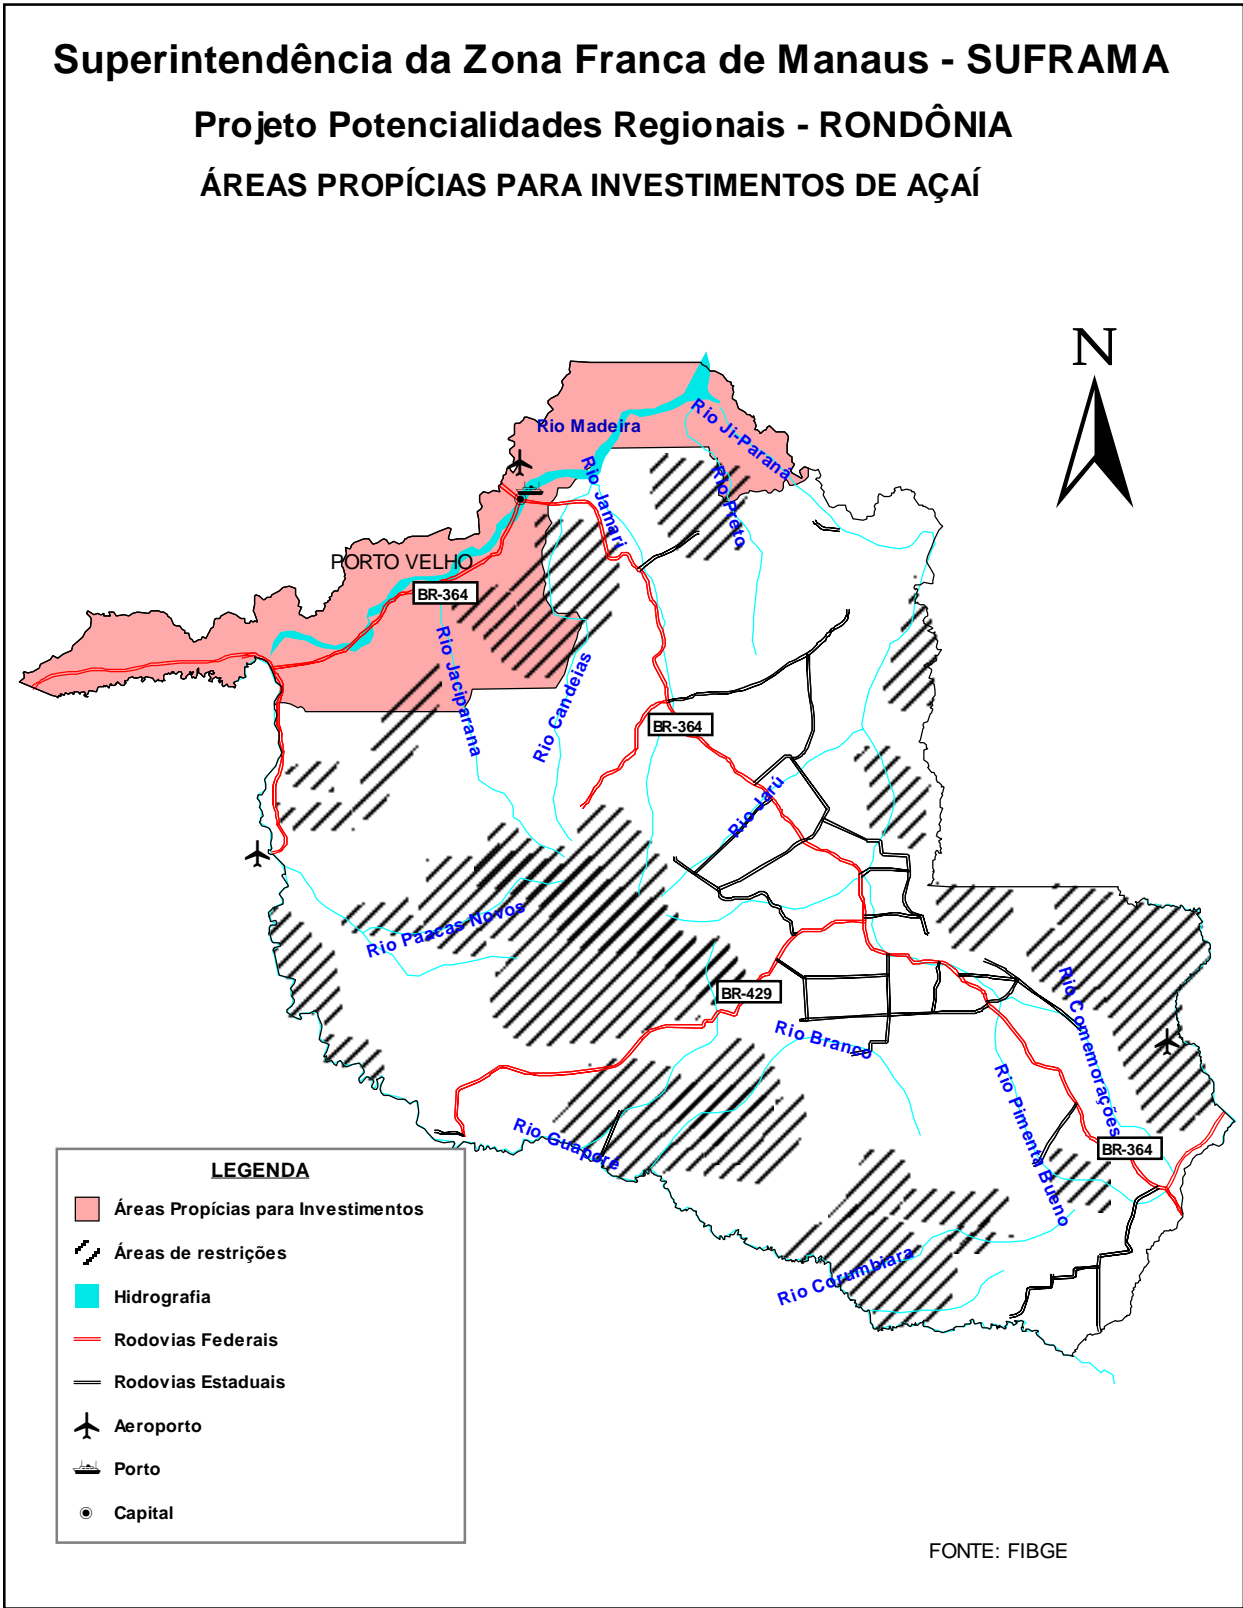 Superintendência da Zona Franca de Manaus - SUFRAMA
Projeto Potencialidades Regionais - RONDÔNIA
ÁREAS PROPÍCIAS PARA INVESTIMENTOS DE AÇAÍ
N
Rio Madeira
Rio Ji-Paraná
Rio Jamari
Rio Preto
PORTO VELHO
BR-364
Rio Jaciparana
Rio Candeias
BR-364
Rio Jarú
Rio Paacas Novos
BR-429
Rio Branco
Rio Comemorações
Rio Pimenta Bueno
Rio Guaporé
BR-364
Rio Corumbiara
LEGENDA
Áreas Propícias para Investimentos
Áreas de restrições
Hidrografia
Rodovias Federais
Rodovias Estaduais
Aeroporto
Porto
Capital
FONTE: FIBGE